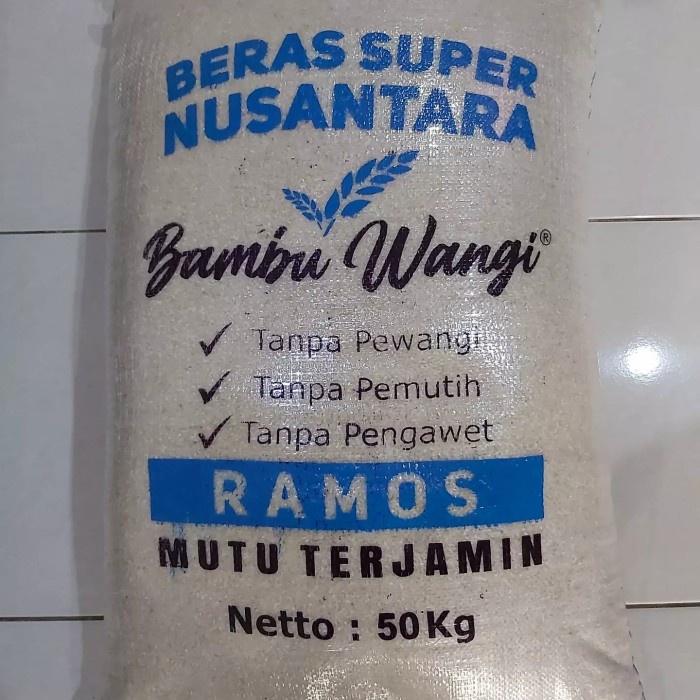 BERAS SUPER
NUSANTARA
Bambu Wangi®
✓ Tanpa Pewangi
✓ Tanpa Pemutih
✓ Tanpa Pengawet
RAMOS
MUTU TERJAMIN
Netto : 50Kg